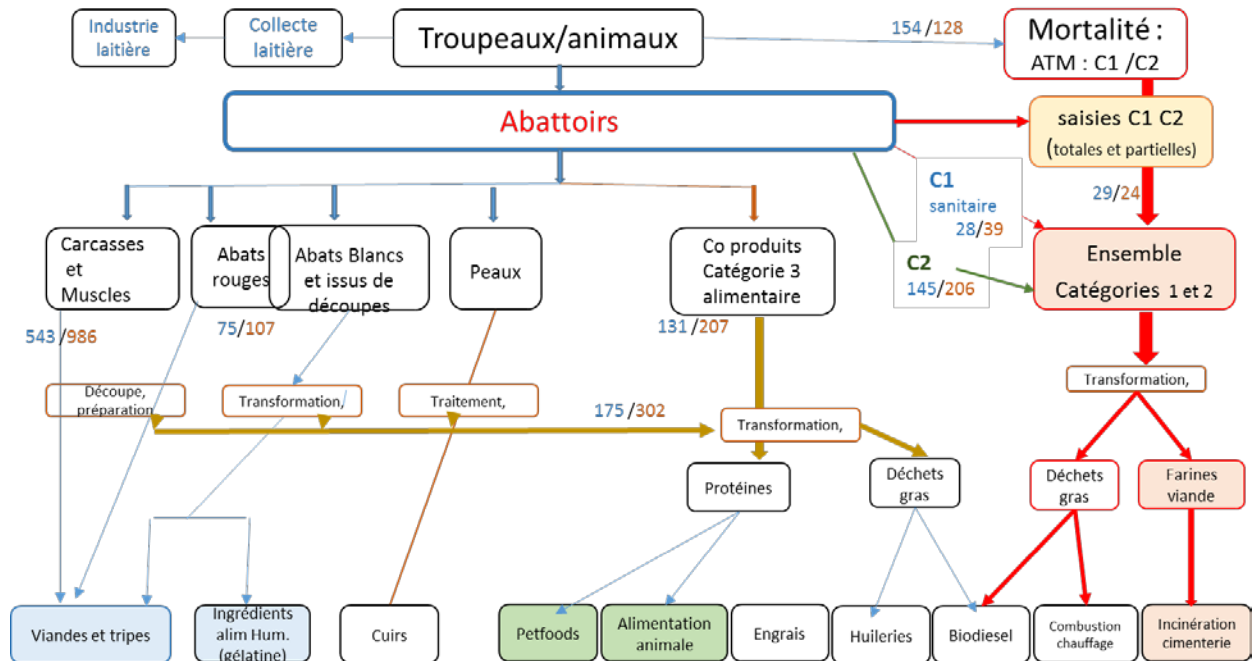 Industrie
laitière
Collecte
laitière
Troupeaux/animaux
154 /128
Mortalité :
ATM : C1 /C2
Abattoirs
saisies C1 C2
(totales et partielles)
C1
sanitaire
28/39
29/24
Carcasses
et
Muscles
Abats
rouges
Abats Blancs
et issus de
découpes
Peaux
Co produits
Catégorie 3
alimentaire
C2
145/206
Ensemble
Catégories 1 et 2
543 /986
75/107
131 /207
Découpe,
préparation
Transformation,
Traitement,
175 /302
Transformation,
Transformation,
Protéines
Déchets
gras
Déchets
gras
Farines
viande
Viandes et tripes
Ingrédients
alim Hum.
(gélatine)
Cuirs
Petfoods
Alimentation
animale
Engrais
Huileries
Biodiesel
Combustion
chauffage
Incinération
cimenterie